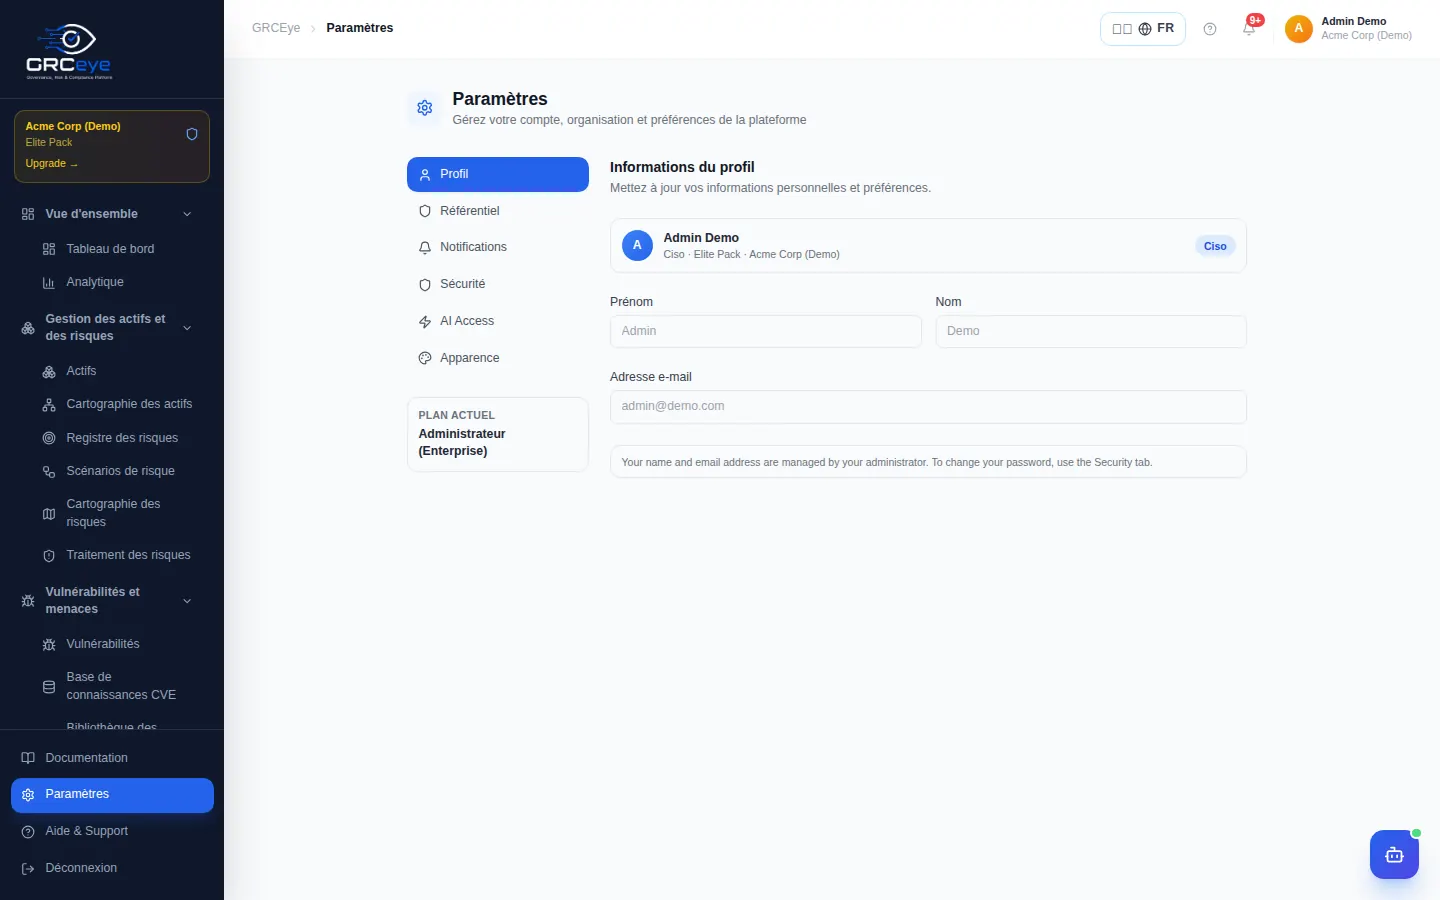 GRCeye
Governance, Risk & Compliance Platform
Acme Corp (Demo)
Elite Pack
Upgrade →
Vue d'ensemble
Tableau de bord
Analytique
Gestion des actifs et
des risques
Actifs
Cartographie des actifs
Registre des risques
Scénarios de risque
Cartographie des
risques
Traitement des risques
Vulnérabilités et
menaces
Vulnérabilités
Base de
connaissances CVE
Bibliothèque des
Documentation
Paramètres
Aide & Support
Déconnexion
GRCEye
Paramètres
FR
9+
A
Admin Demo
Acme Corp (Demo)
Paramètres
Gérez votre compte, organisation et préférences de la plateforme
Profil
Référentiel
Notifications
Sécurité
AI Access
Apparence
PLAN ACTUEL
Administrateur
(Enterprise)
Informations du profil
Mettez à jour vos informations personnelles et préférences.
A
Admin Demo
Ciso · Elite Pack · Acme Corp (Demo)
Ciso
Prénom
Nom
Admin
Demo
Adresse e-mail
admin@demo.com
Your name and email address are managed by your administrator. To change your password, use the Security tab.